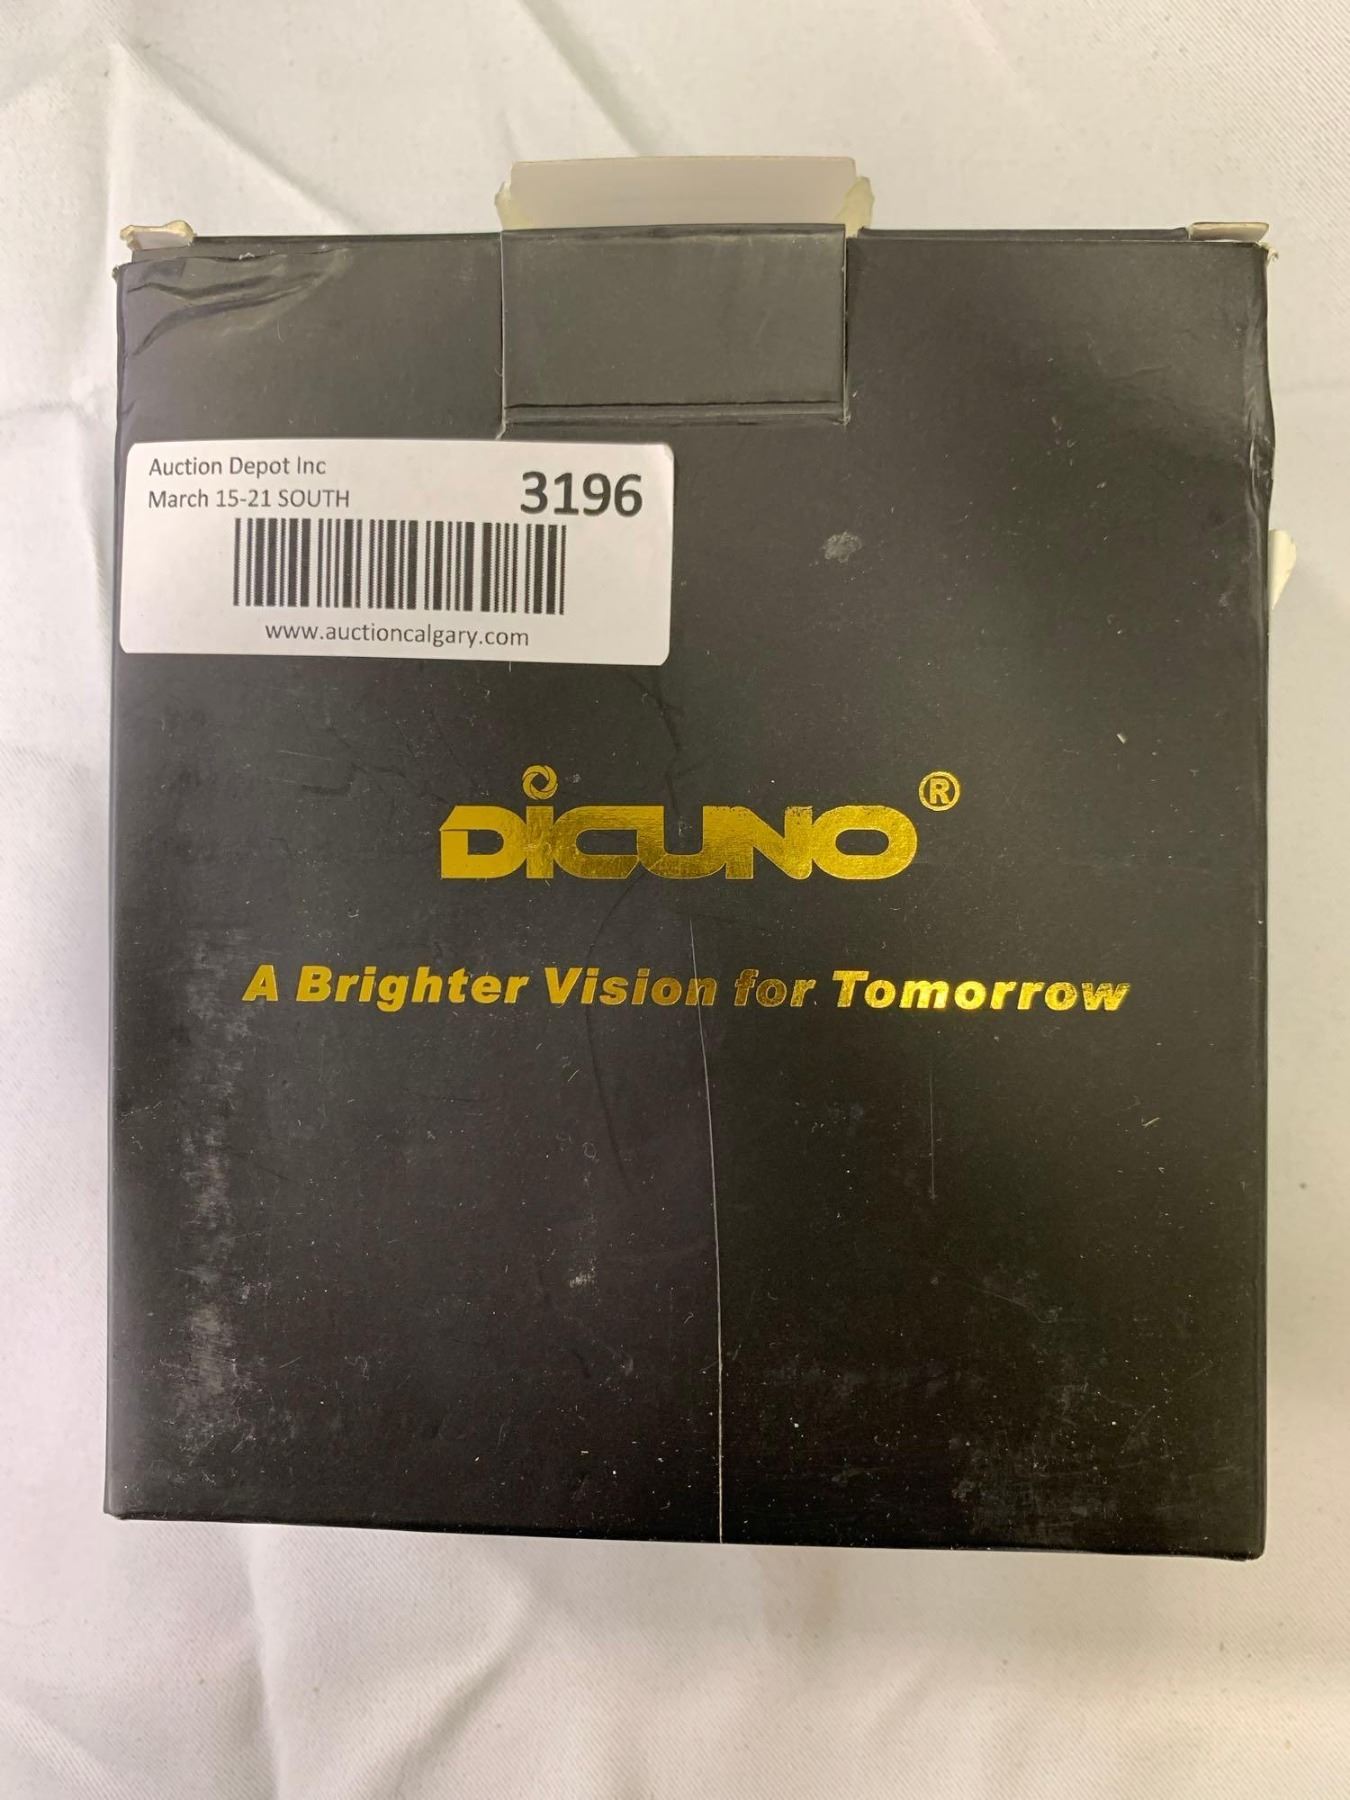 Auction Depot Inc
March 15-21 SOUTH
3196
www.auctioncalgary.com
DiCUNO®
A Brighter Vision for Tomorrow